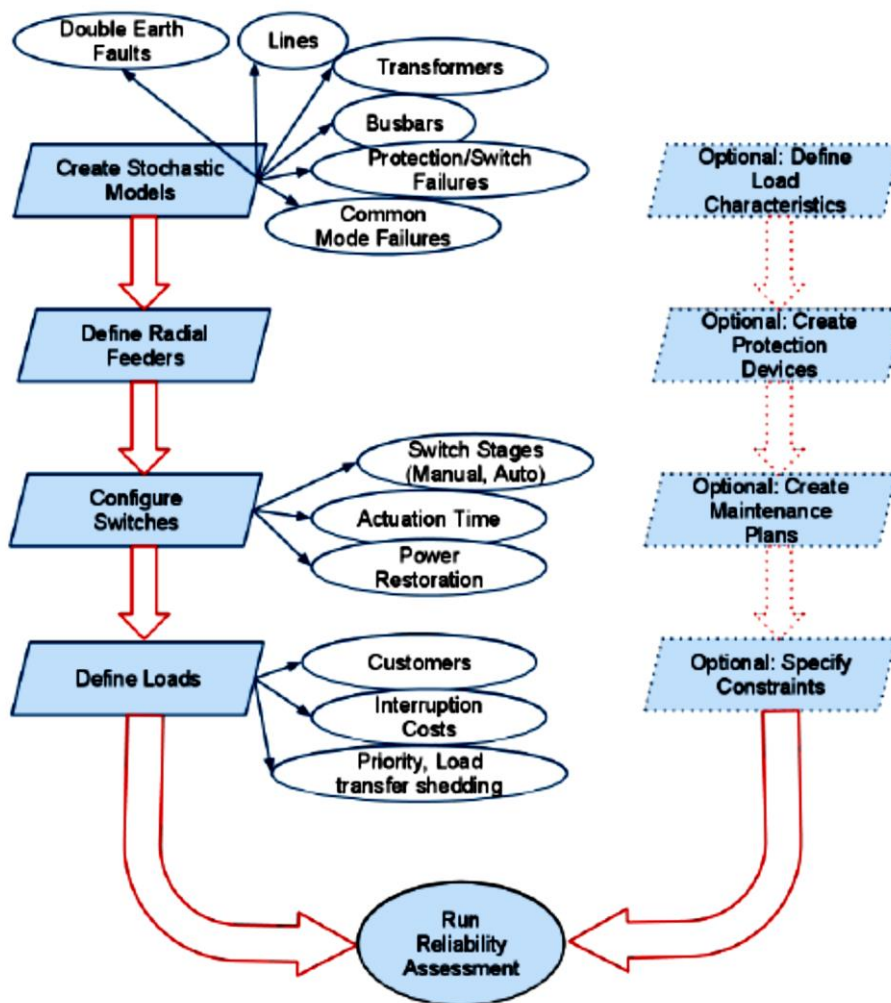 Double Earth
Faults
Lines
Transformers
Busbars
Protection/Switch
Failures
Common
Mode Failures
Create Stochastic
Models
Define Radial
Feeders
Configure
Switches
Switch Stages
(Manual, Auto)
Actuation Time
Power
Restoration
Define Loads
Customers
Interruption
Costs
Priority, Load
transfer shedding
Optional: Define
Load
Characteristics
Optional: Create
Protection
Devices
Optional: Create
Maintenance
Plans
Optional: Specify
Constraints
Run
Reliability
Assessment